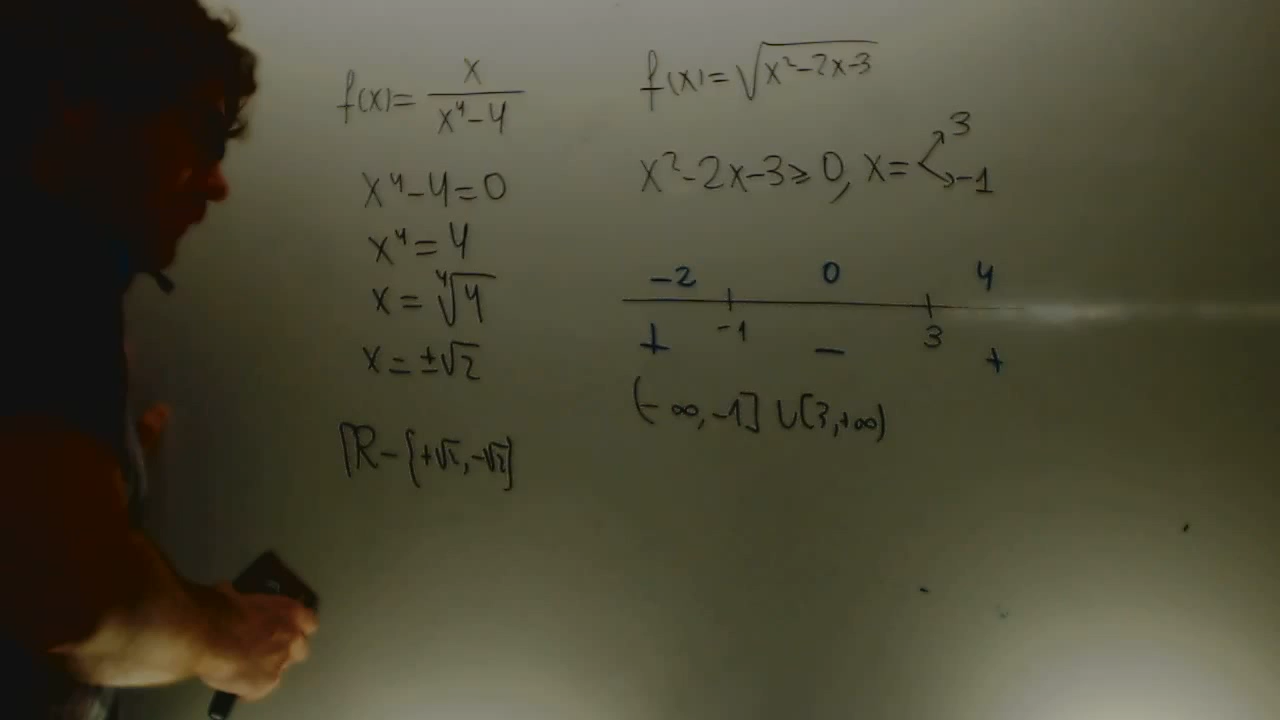 f(x)= x/(x⁴-4)
x⁴-4=0
x⁴=4
x=⁴√4
x=±√2
ℝ-{+√2,-√2}
f(x)=√(x²-2x-3)
x²-2x-3≥0, x= 3
-1
-2 0 4
-1 3
+ - +
(-∞,-1] ∪ [3,+∞)